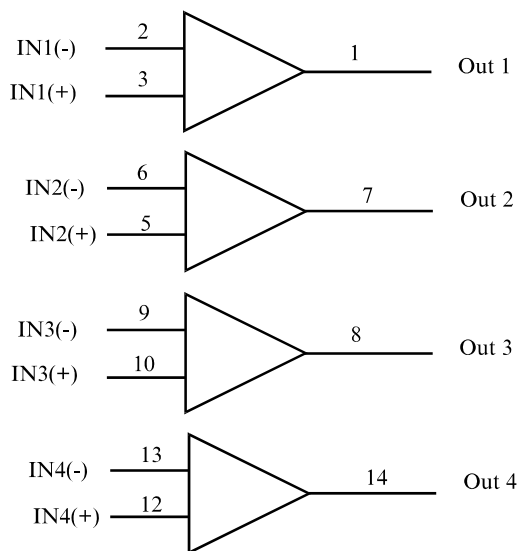 IN1(-) 2
IN1(+) 3
1 Out 1
IN2(-) 6
IN2(+) 5
7 Out 2
IN3(-) 9
IN3(+) 10
8 Out 3
IN4(-) 13
IN4(+) 12
14 Out 4